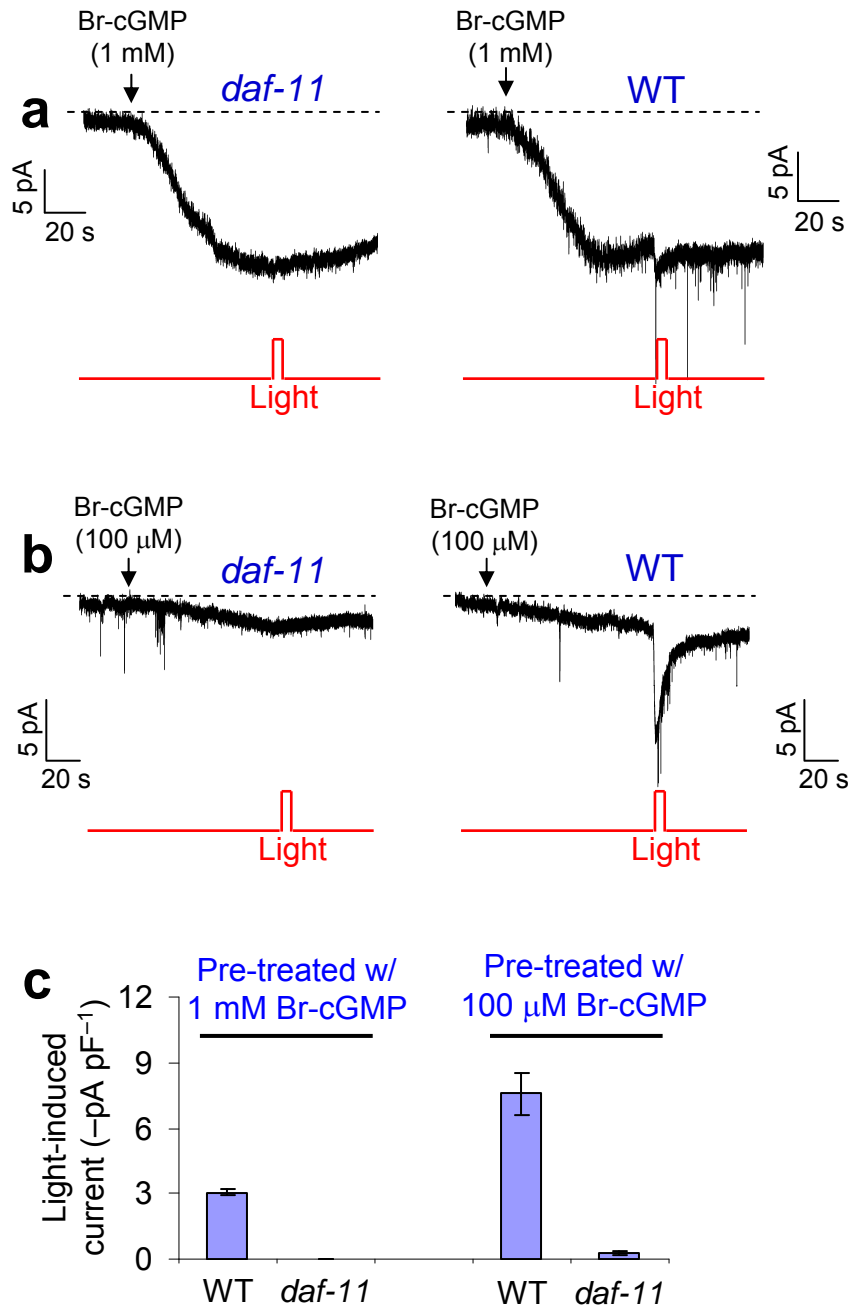 Br-cGMP
(1 mM)
Br-cGMP
(1 mM)
a
daf-11
WT
5 pA
20 s
5 pA
20 s
Light
Light
Br-cGMP
(100 μM)
Br-cGMP
(100 μM)
b
daf-11
WT
5 pA
20 s
5 pA
20 s
Light
Light
c
Pre-treated w/
1 mM Br-cGMP
Pre-treated w/
100 μM Br-cGMP
Light-induced
current (–pA pF⁻¹)
12
9
6
3
0
WT
daf-11
WT
daf-11